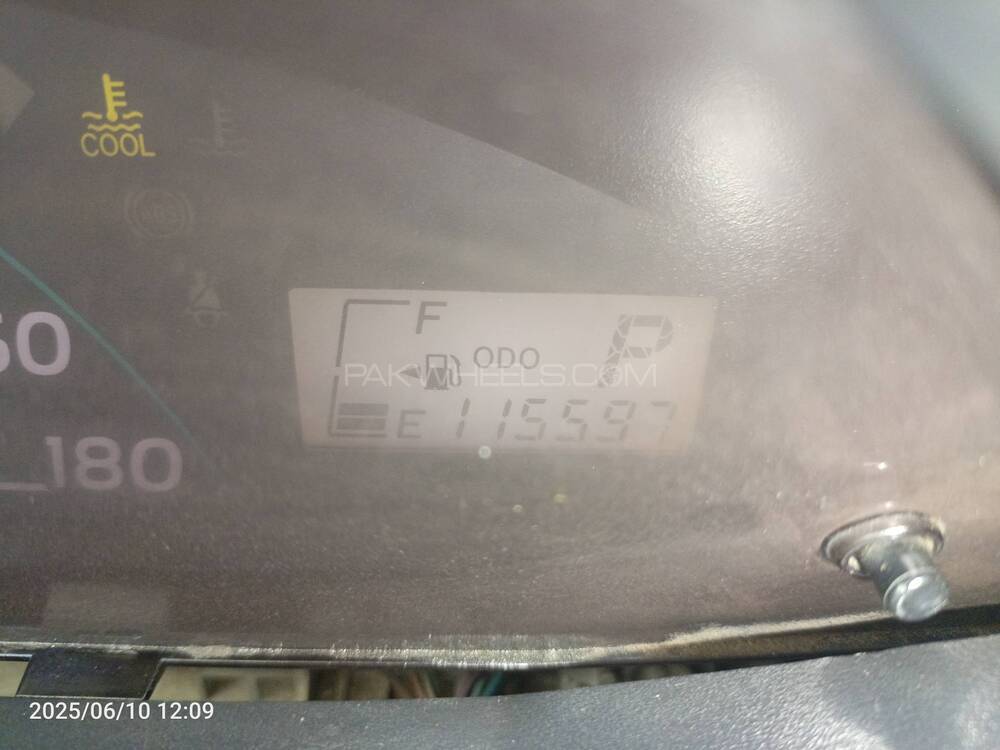 COOL
F
ODO
P
PAKWHEELS.COM
E 115597
180
2025/06/10 12:09